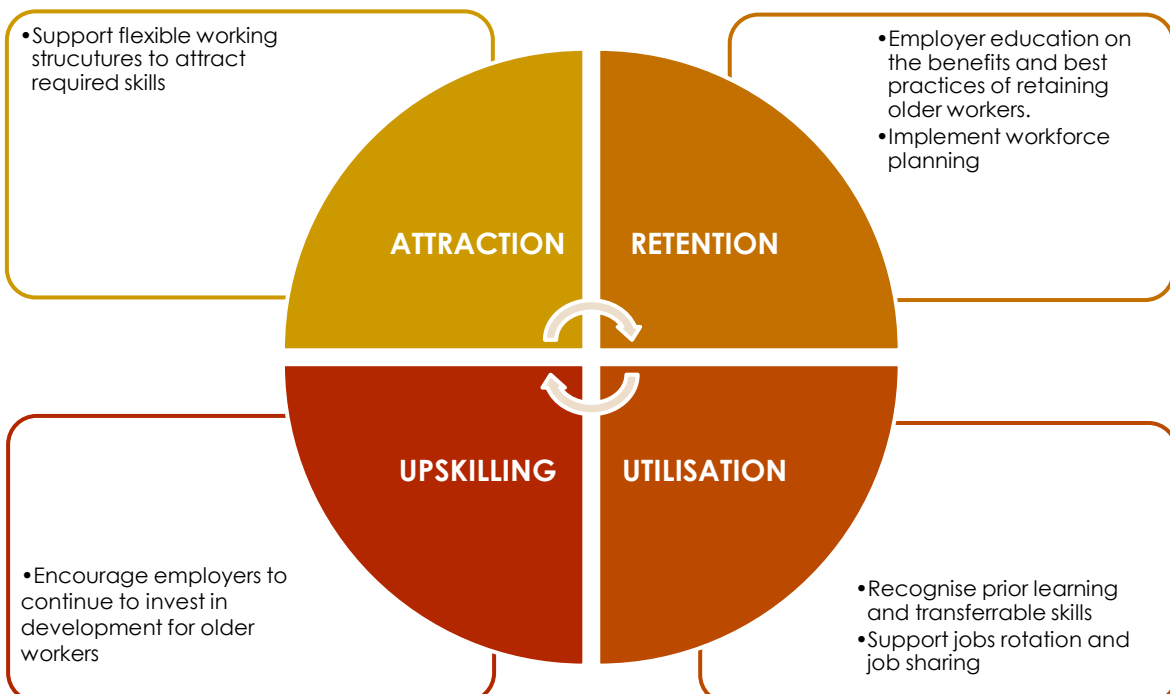 •Support flexible working
strucutures to attract
required skills
•Employer education on
the benefits and best
practices of retaining
older workers.
•Implement workforce
planning
ATTRACTION
RETENTION
UPSKILLING
UTILISATION
•Encourage employers to
continue to invest in
development for older
workers
•Recognise prior learning
and transferrable skills
•Support jobs rotation and
job sharing